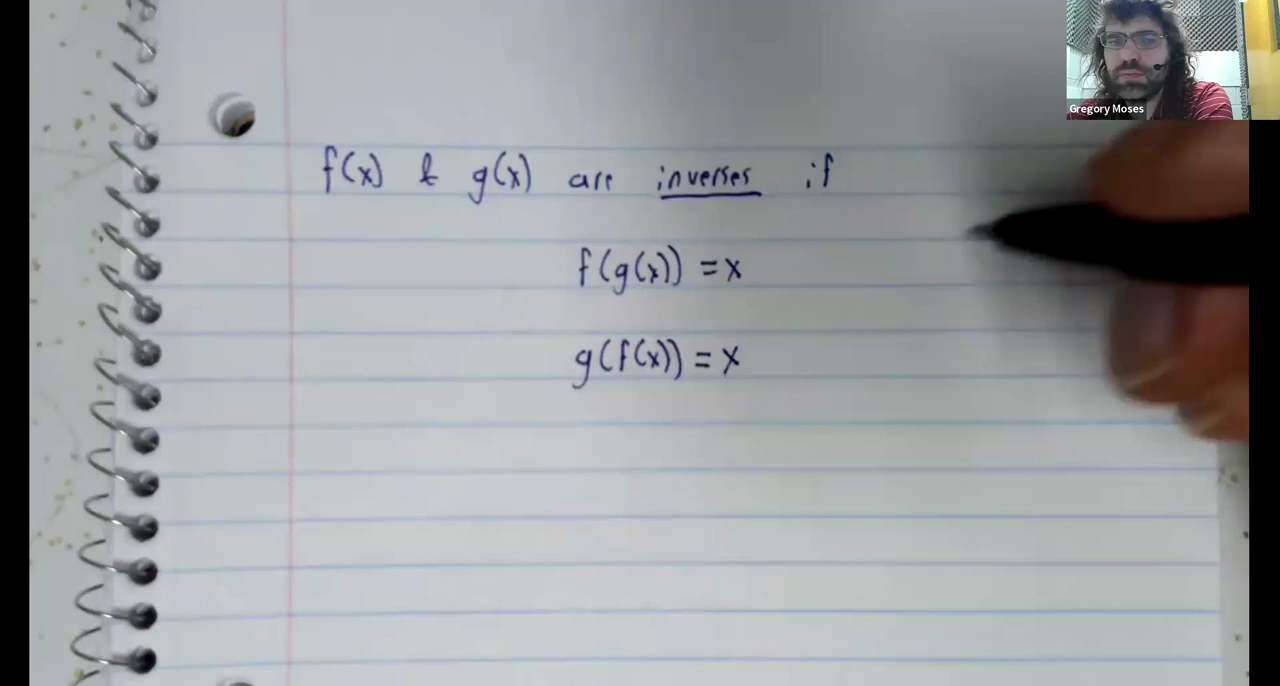 Gregory Moses
f(x) & g(x) are inverses if
f(g(x)) = x
g(f(x)) = x